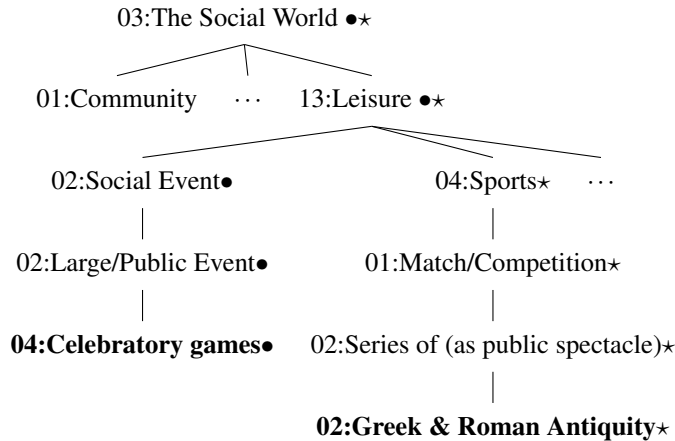 03:The Social World ●⋆
01:Community ⋯ 13:Leisure ●⋆
02:Social Event● 04:Sports⋆ ⋯
02:Large/Public Event● 01:Match/Competition⋆
04:Celebratory games● 02:Series of (as public spectacle)⋆
02:Greek & Roman Antiquity⋆